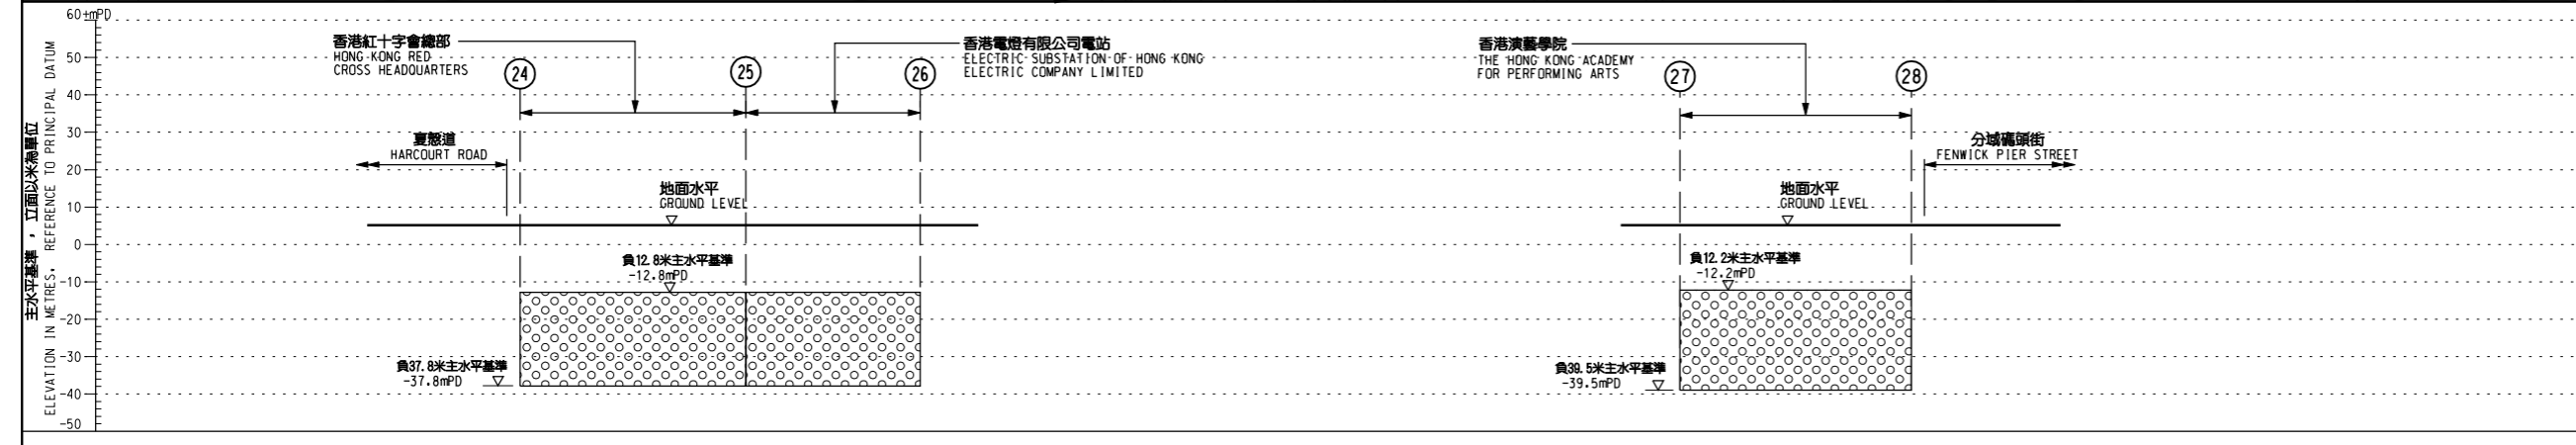 60+mPD
50
40
30
20
10
0
-10
-20
-30
-40
-50
主水平基準，立面以米為單位
ELEVATION IN METRES. REFERENCE TO PRINCIPAL DATUM
香港紅十字會總部
HONG KONG RED
CROSS HEADQUARTERS
24
25
26
香港電燈有限公司電站
ELECTRIC SUBSTATION OF HONG KONG
ELECTRIC COMPANY LIMITED
夏慤道
HARCOURT ROAD
地面水平
GROUND LEVEL
負12.8米主水平基準
-12.8mPD
負37.8米主水平基準
-37.8mPD
香港演藝學院
THE HONG KONG ACADEMY
FOR PERFORMING ARTS
27
28
分域碼頭街
FENWICK PIER STREET
地面水平
GROUND LEVEL
負12.2米主水平基準
-12.2mPD
負39.5米主水平基準
-39.5mPD